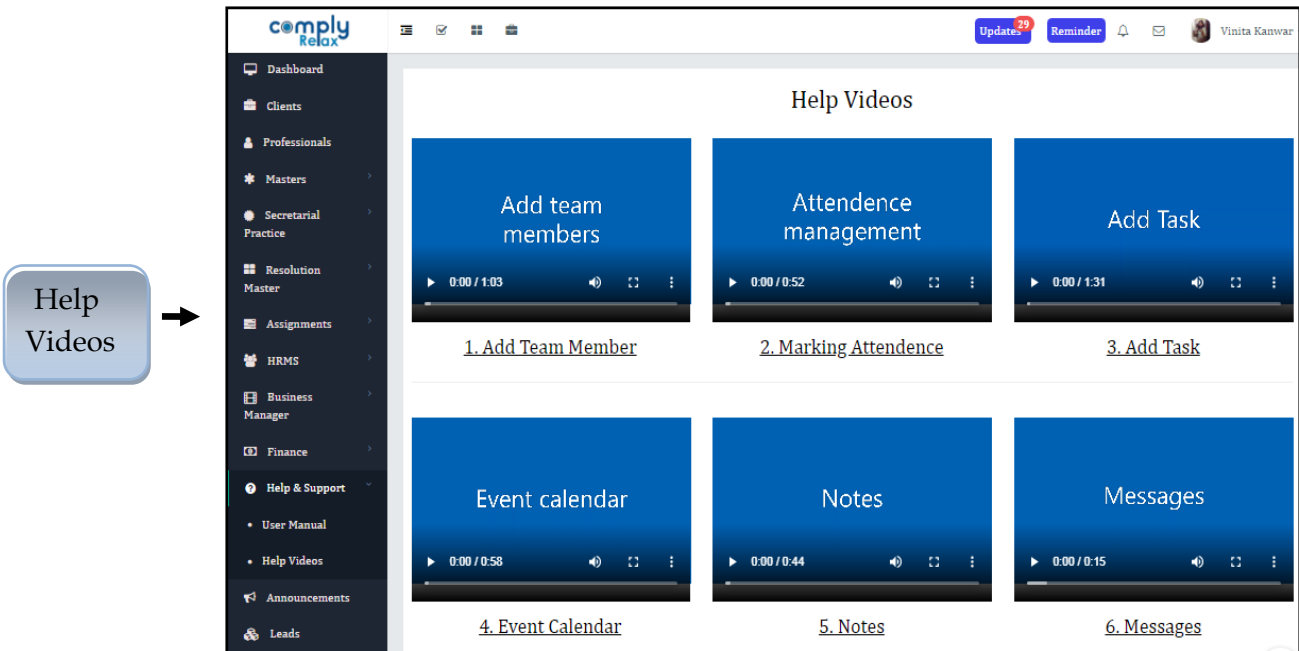 Help
Videos
comply
Relax
Updates
29
Reminder
Vinita Kanwar
Dashboard
Clients
Professionals
Masters
Secretarial
Practice
Resolution
Master
Assignments
HRMS
Business
Manager
Finance
Help & Support
• User Manual
• Help Videos
Announcements
Leads
Help Videos
Add team
members
0:00 / 1:03
Attendence
management
0:00 / 0:52
Add Task
0:00 / 1:31
1. Add Team Member
2. Marking Attendence
3. Add Task
Event calendar
0:00 / 0:58
Notes
0:00 / 0:44
Messages
0:00 / 0:15
4. Event Calendar
5. Notes
6. Messages